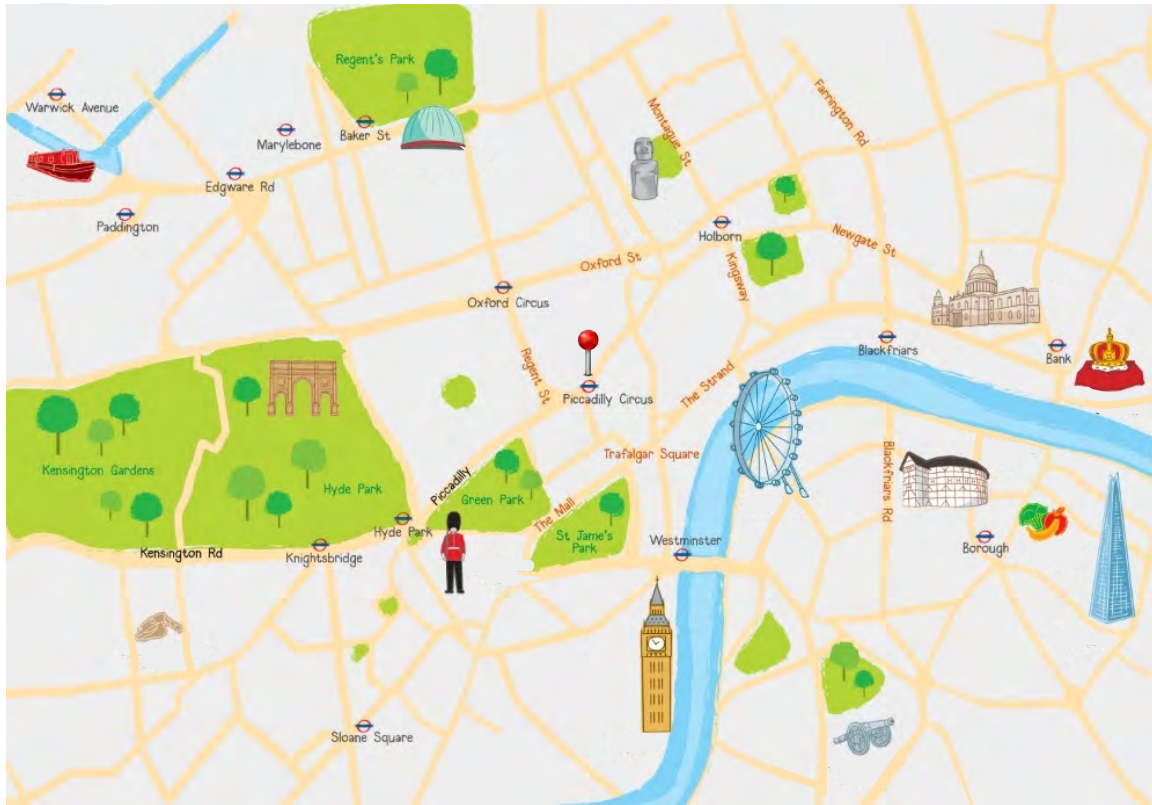 Regent's Park
Warwick Avenue
Marylebone
Baker St
Montague St
Farrington Rd
Edgware Rd
Paddington
Holborn
Newgate St
Oxford St
Kingsway
Oxford Circus
Blackfriars
Bank
Regent St
Piccadilly Circus
The Strand
Trafalgar Square
Kensington Gardens
Hyde Park
Piccadilly
Green Park
Blackfriars Rd
The Mall
Hyde Park
St Jame's
Park
Westminster
Borough
Kensington Rd
Knightsbridge
Sloane Square